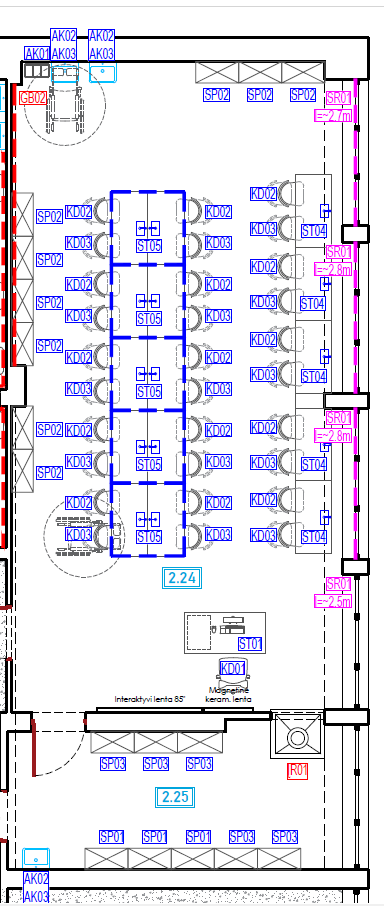 AK02 AK02
AK01 AK03 AK03
GB02
SP02 SP02 SP02
SR01
=~2.7m
KD02
SP02 KD02 KD02
ST05 ST04
KD03 KD03 KD03
SP02
SR01
=~2.8m
KD02 KD02 KD02
SP02
ST05 ST04
KD03 KD03 KD03
KD02 KD02 KD02
SP02
ST05 ST04
KD03 KD03 KD03
SR01
=~2.8m
SP02 KD02 KD02 KD02
ST05 ST04
KD03 KD03 KD03
SP02
KD02 KD02 KD02
ST05 ST04
KD03 KD03 KD03
2.24
SR01
=~2.5m
ST01
KD01
Interaktyvi lenta 85"
Magnetinė
keram. lenta
SP03 SP03 SP03
IR01
2.25
SP01 SP01 SP01 SP03 SP03
AK02
AK03